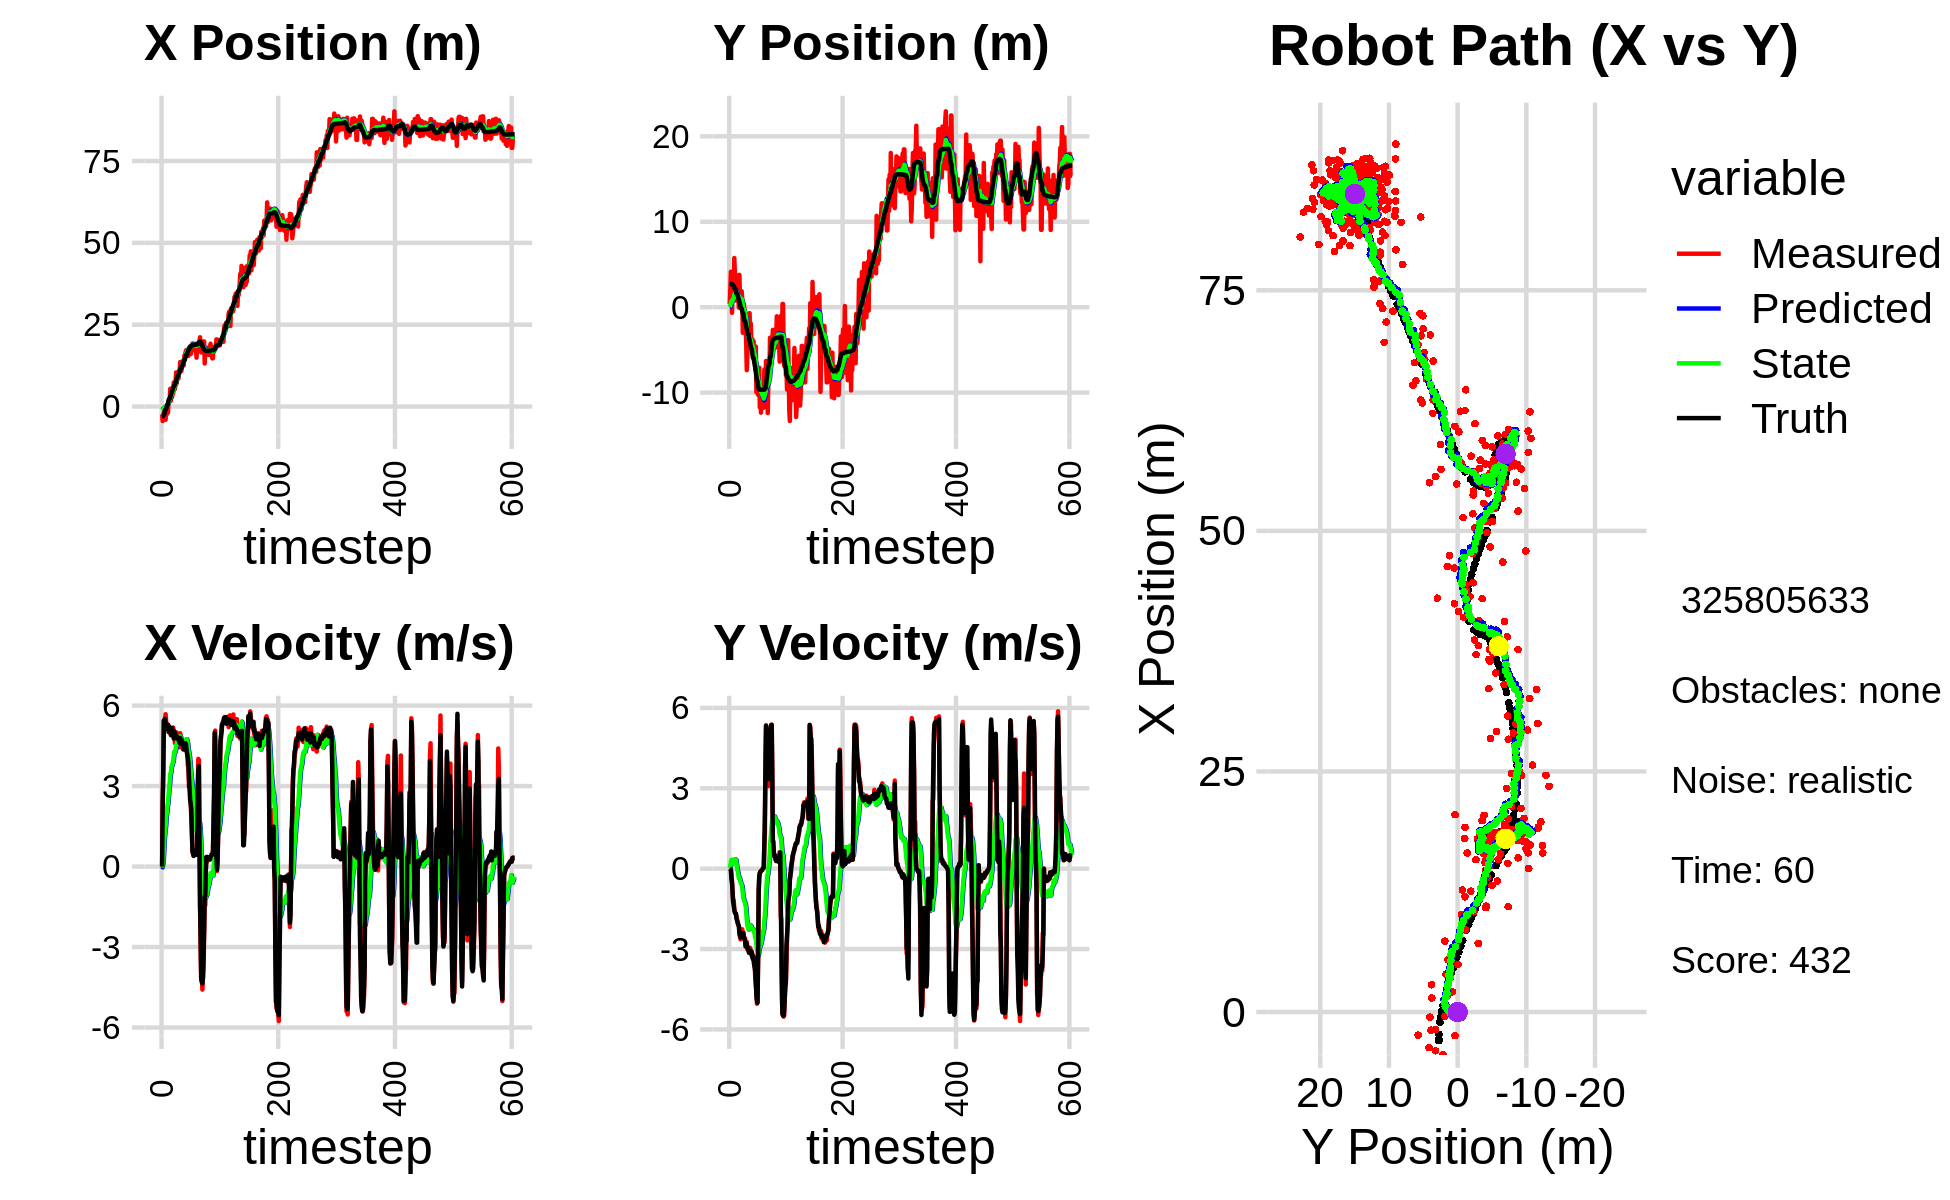 X Position (m)
75
50
25
0
0
200
400
600
timestep
Y Position (m)
20
10
0
-10
0
200
400
600
timestep
X Velocity (m/s)
6
3
0
-3
-6
0
200
400
600
timestep
Y Velocity (m/s)
6
3
0
-3
-6
0
200
400
600
timestep
Robot Path (X vs Y)
X Position (m)
75
50
25
0
20 10 0 -10 -20
Y Position (m)
variable
Measured
Predicted
State
Truth
325805633
Obstacles: none
Noise: realistic
Time: 60
Score: 432